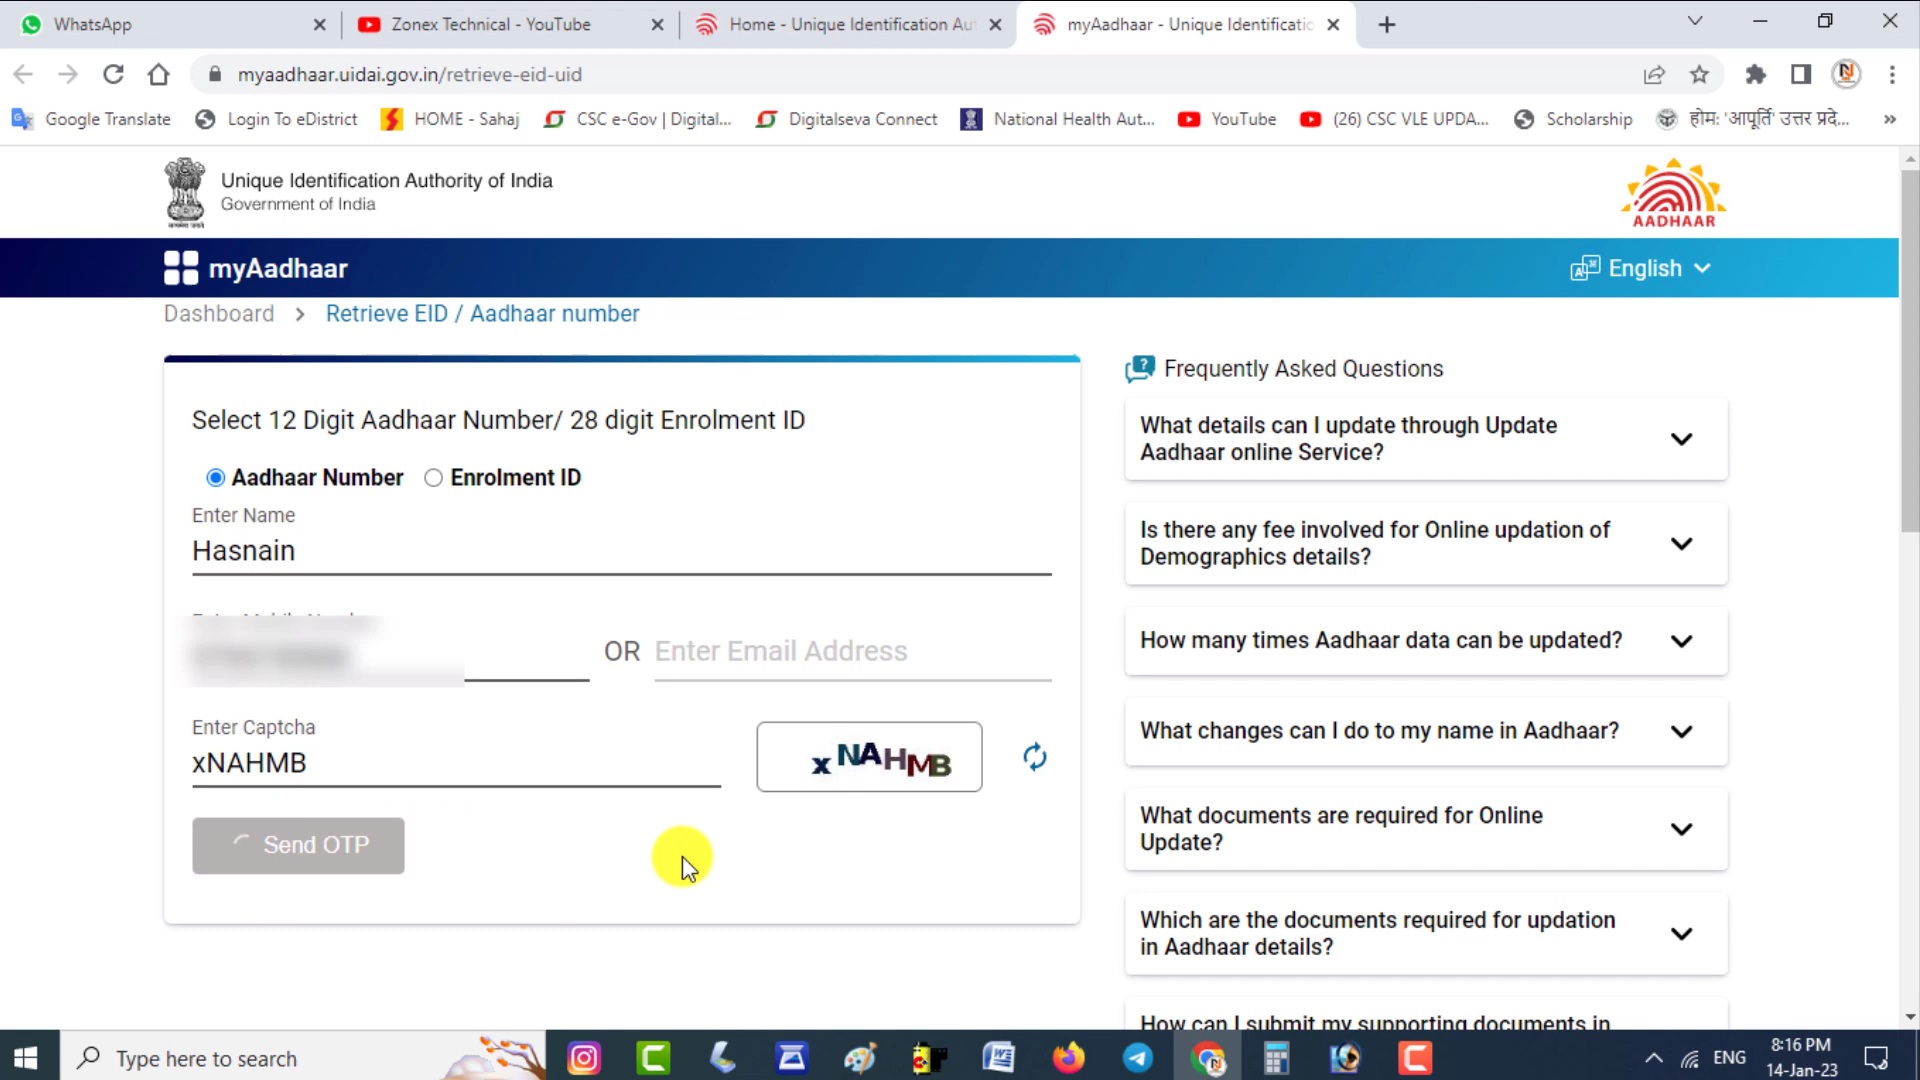 WhatsApp
Zonex Technical - YouTube
Home - Unique Identification Au
myAadhaar - Unique Identificatio
myaadhaar.uidai.gov.in/retrieve-eid-uid
Google Translate
Login To eDistrict
HOME - Sahaj
CSC e-Gov | Digital...
Digitalseva Connect
National Health Aut...
YouTube
(26) CSC VLE UPDA...
Scholarship
होम: 'आपूर्ति' उत्तर प्रदे...
»
Unique Identification Authority of India
Government of India
AADHAAR
myAadhaar
English
Dashboard > Retrieve EID / Aadhaar number
Select 12 Digit Aadhaar Number/ 28 digit Enrolment ID
Aadhaar Number
Enrolment ID
Enter Name
Hasnain
OR
Enter Email Address
Enter Captcha
xNAHMB
xNAHMB
Send OTP
Frequently Asked Questions
What details can I update through Update
Aadhaar online Service?
Is there any fee involved for Online updation of
Demographics details?
How many times Aadhaar data can be updated?
What changes can I do to my name in Aadhaar?
What documents are required for Online
Update?
Which are the documents required for updation
in Aadhaar details?
How can I submit my supporting documents in
Type here to search
ENG
8:16 PM
14-Jan-23